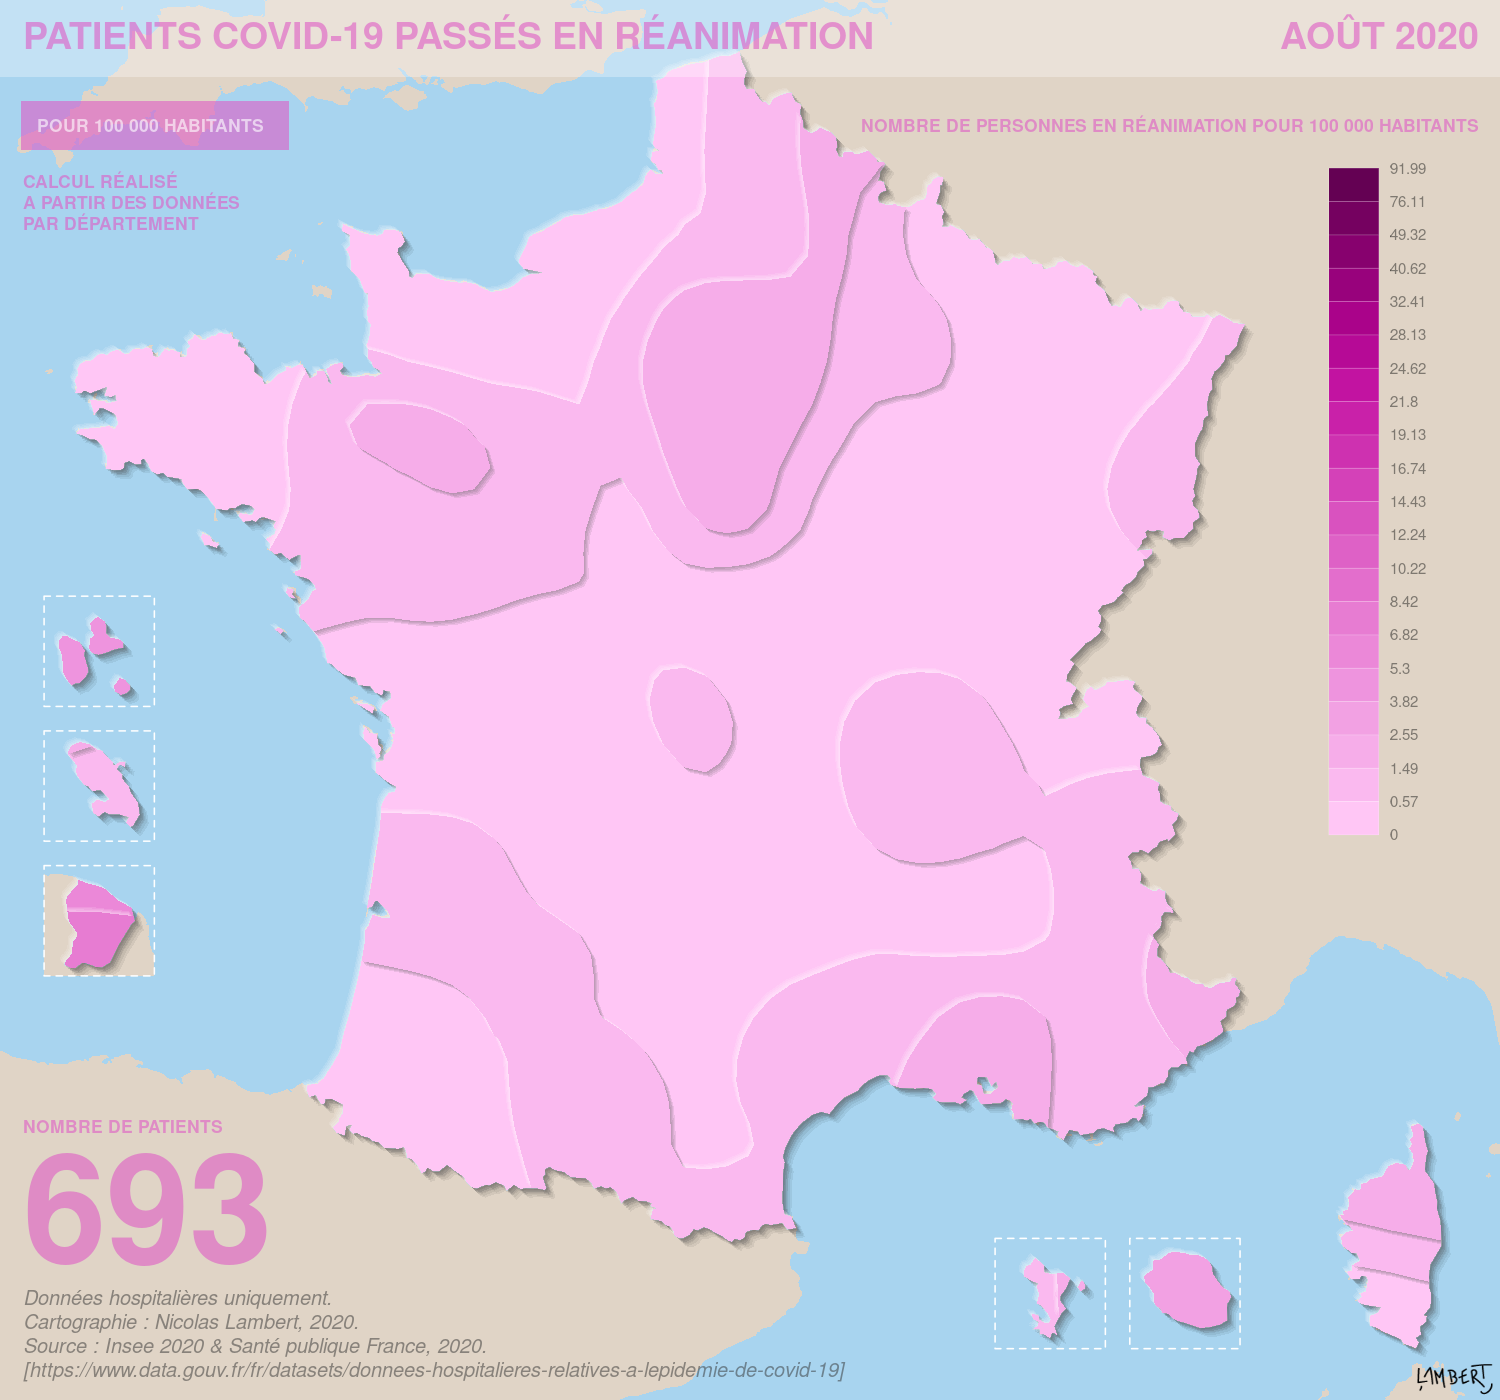 PATIENTS COVID-19 PASSÉS EN RÉANIMATION
AOÛT 2020
POUR 100 000 HABITANTS
CALCUL RÉALISÉ
A PARTIR DES DONNÉES
PAR DÉPARTEMENT
NOMBRE DE PERSONNES EN RÉANIMATION POUR 100 000 HABITANTS
91.99
76.11
49.32
40.62
32.41
28.13
24.62
21.8
19.13
16.74
14.43
12.24
10.22
8.42
6.82
5.3
3.82
2.55
1.49
0.57
0
NOMBRE DE PATIENTS
693
Données hospitalières uniquement.
Cartographie : Nicolas Lambert, 2020.
Source : Insee 2020 & Santé publique France, 2020.
[https://www.data.gouv.fr/fr/datasets/donnees-hospitalieres-relatives-a-lepidemie-de-covid-19]
LAMBERT